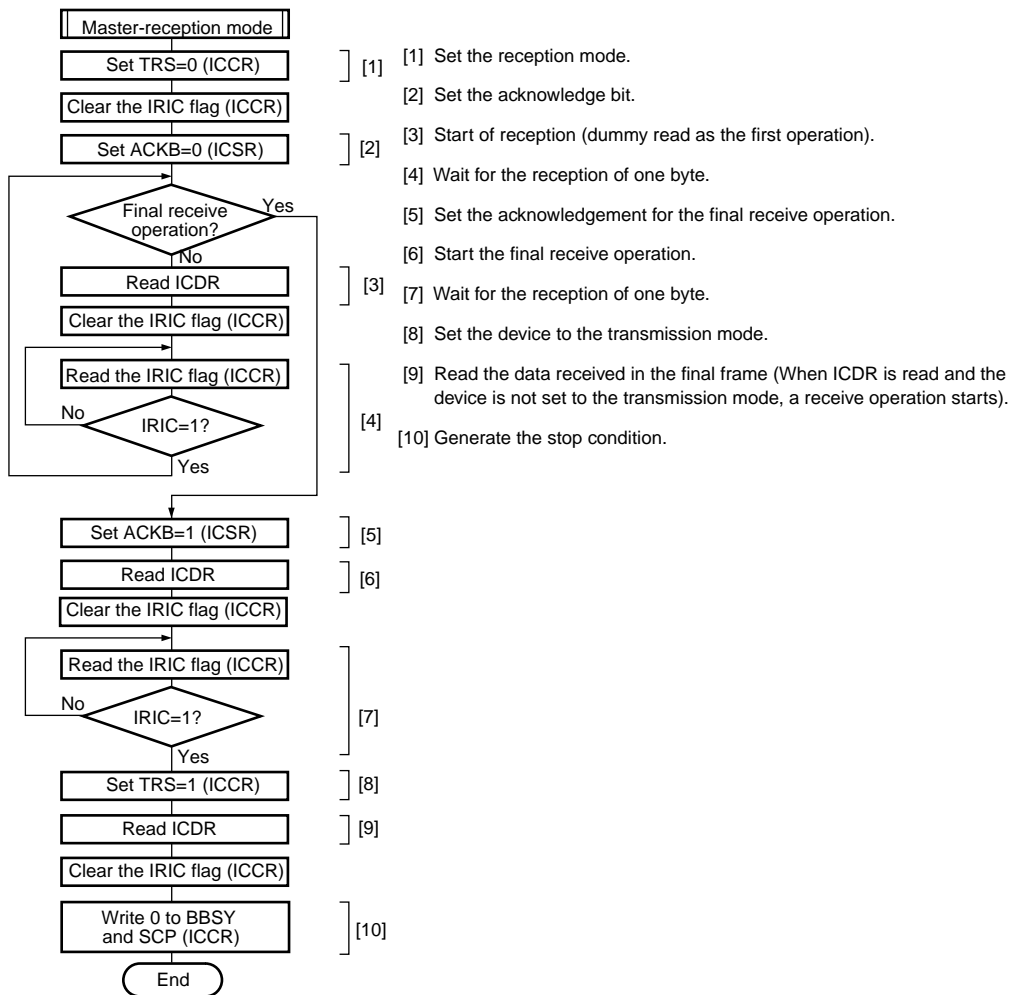 Master-reception mode
Set TRS=0 (ICCR)
[1]
Clear the IRIC flag (ICCR)
Set ACKB=0 (ICSR)
[2]
Final receive
operation?
Yes
No
Read ICDR
[3]
Clear the IRIC flag (ICCR)
Read the IRIC flag (ICCR)
No
IRIC=1?
[4]
Yes
Set ACKB=1 (ICSR)
[5]
Read ICDR
[6]
Clear the IRIC flag (ICCR)
Read the IRIC flag (ICCR)
No
IRIC=1?
[7]
Yes
Set TRS=1 (ICCR)
[8]
Read ICDR
[9]
Clear the IRIC flag (ICCR)
Write 0 to BBSY
and SCP (ICCR)
[10]
End
[1] Set the reception mode.
[2] Set the acknowledge bit.
[3] Start of reception (dummy read as the first operation).
[4] Wait for the reception of one byte.
[5] Set the acknowledgement for the final receive operation.
[6] Start the final receive operation.
[7] Wait for the reception of one byte.
[8] Set the device to the transmission mode.
[9] Read the data received in the final frame (When ICDR is read and the
device is not set to the transmission mode, a receive operation starts).
[10] Generate the stop condition.